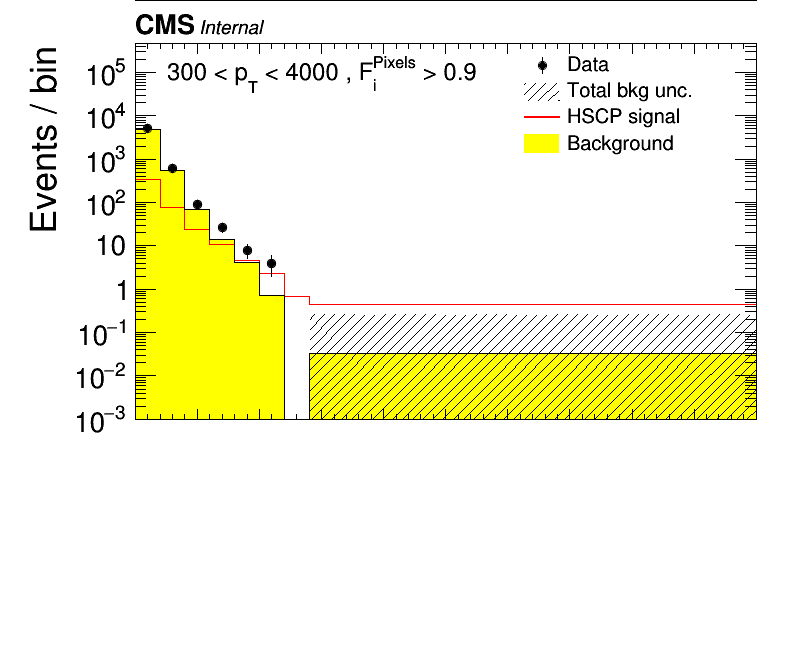 CMS Internal
300 < p_T < 4000 , F_i^Pixels > 0.9
Data
Total bkg unc.
HSCP signal
Background
Events / bin
10^5
10^4
10^3
10^2
10
1
10^−1
10^−2
10^−3